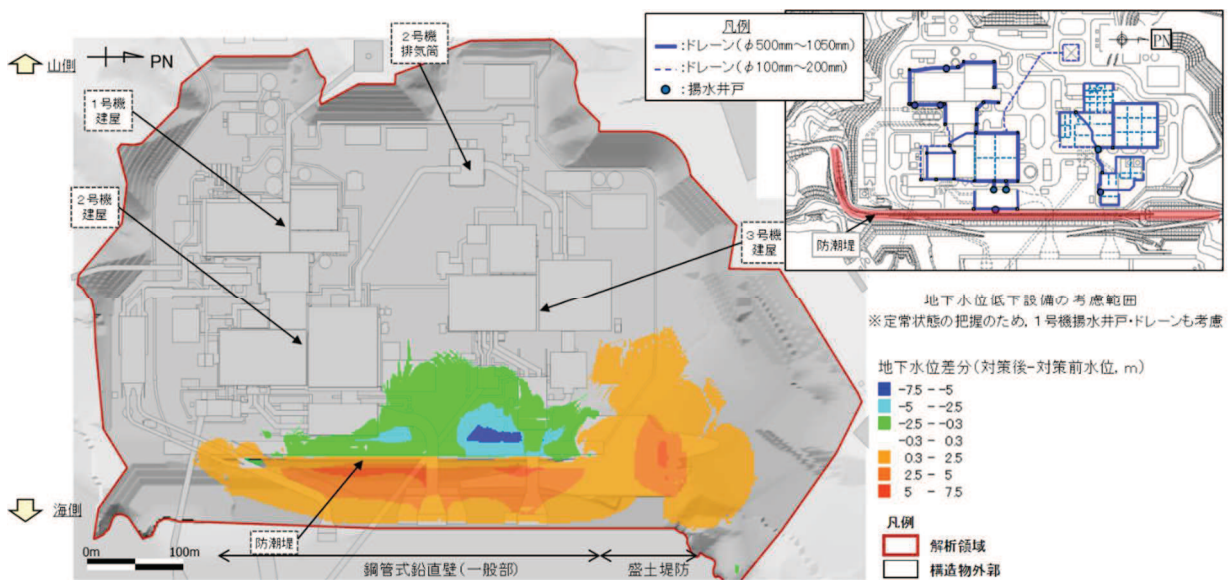 山側
PN
1号機
建屋
2号機
建屋
2号機
排気筒
3号機
建屋
海側
0m 100m
防潮堤
鋼管式鉛直壁(一般部)
盛土堤防
凡例
:ドレーン(φ500mm～1050mm)
:ドレーン(φ100mm～200mm)
:揚水井戸
PN
防潮堤
地下水位低下設備の考慮範囲
※定常状態の把握のため, 1号機揚水井戸・ドレーンも考慮
地下水位差分(対策後-対策前水位, m)
-7.5 - -5
-5 - -2.5
-2.5 - -0.3
-0.3 - 0.3
0.3 - 2.5
2.5 - 5
5 - 7.5
凡例
解析領域
構造物外郭